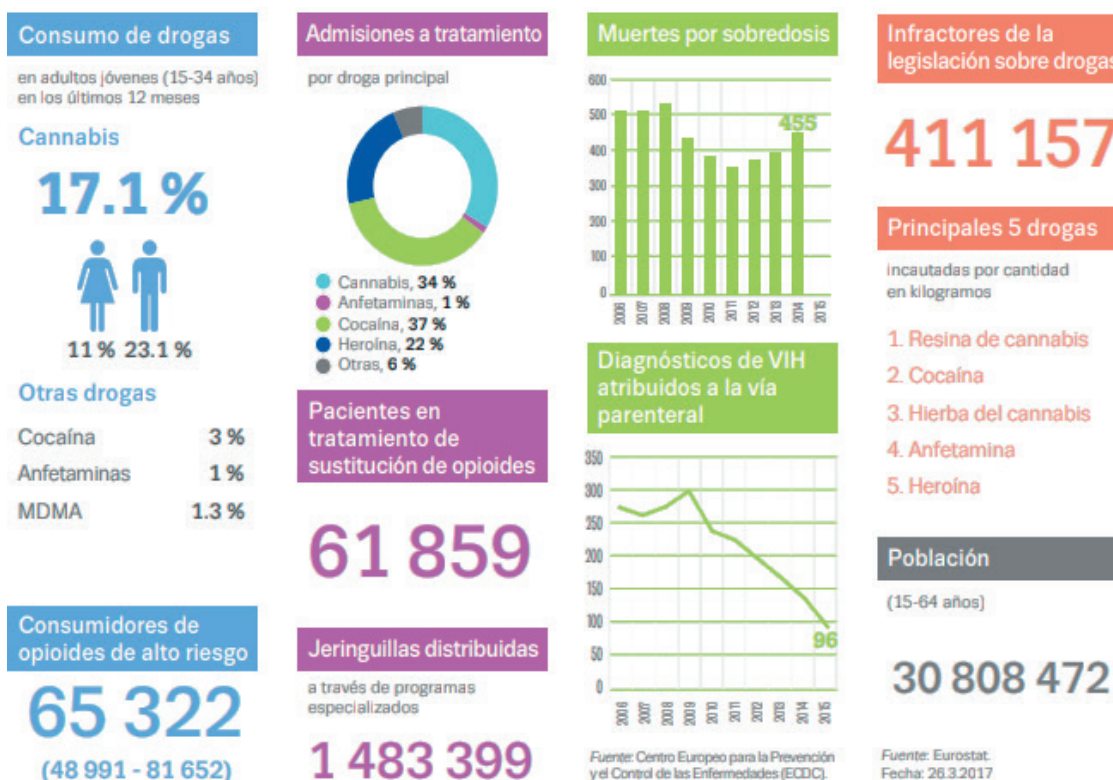 Consumo de drogas
en adultos jóvenes (15-34 años)
en los últimos 12 meses
Cannabis
17.1 %
11 % 23.1 %
Otras drogas
Cocaína 3 %
Anfetaminas 1 %
MDMA 1.3 %
Consumidores de
opioides de alto riesgo
65 322
(48 991 - 81 652)
Admisiones a tratamiento
por droga principal
Cannabis, 34 %
Anfetaminas, 1 %
Cocaína, 37 %
Heroína, 22 %
Otras, 6 %
Pacientes en
tratamiento de
sustitución de opioides
61 859
Jeringuillas distribuidas
a través de programas
especializados
1 483 399
Muertes por sobredosis
600
500
400
300
200
100
0
455
2006 2007 2008 2009 2010 2011 2012 2013 2014 2015
Diagnósticos de VIH
atribuidos a la vía
parenteral
350
300
250
200
150
100
50
0
96
2006 2007 2008 2009 2010 2011 2012 2013 2014 2015
Fuente: Centro Europeo para la Prevención
y el Control de las Enfermedades (ECDC).
Infractores de la
legislación sobre drogas
411 157
Principales 5 drogas
incautadas por cantidad
en kilogramos
1. Resina de cannabis
2. Cocaína
3. Hierba del cannabis
4. Anfetamina
5. Heroína
Población
(15-64 años)
30 808 472
Fuente: Eurostat.
Fecha: 26.3.2017